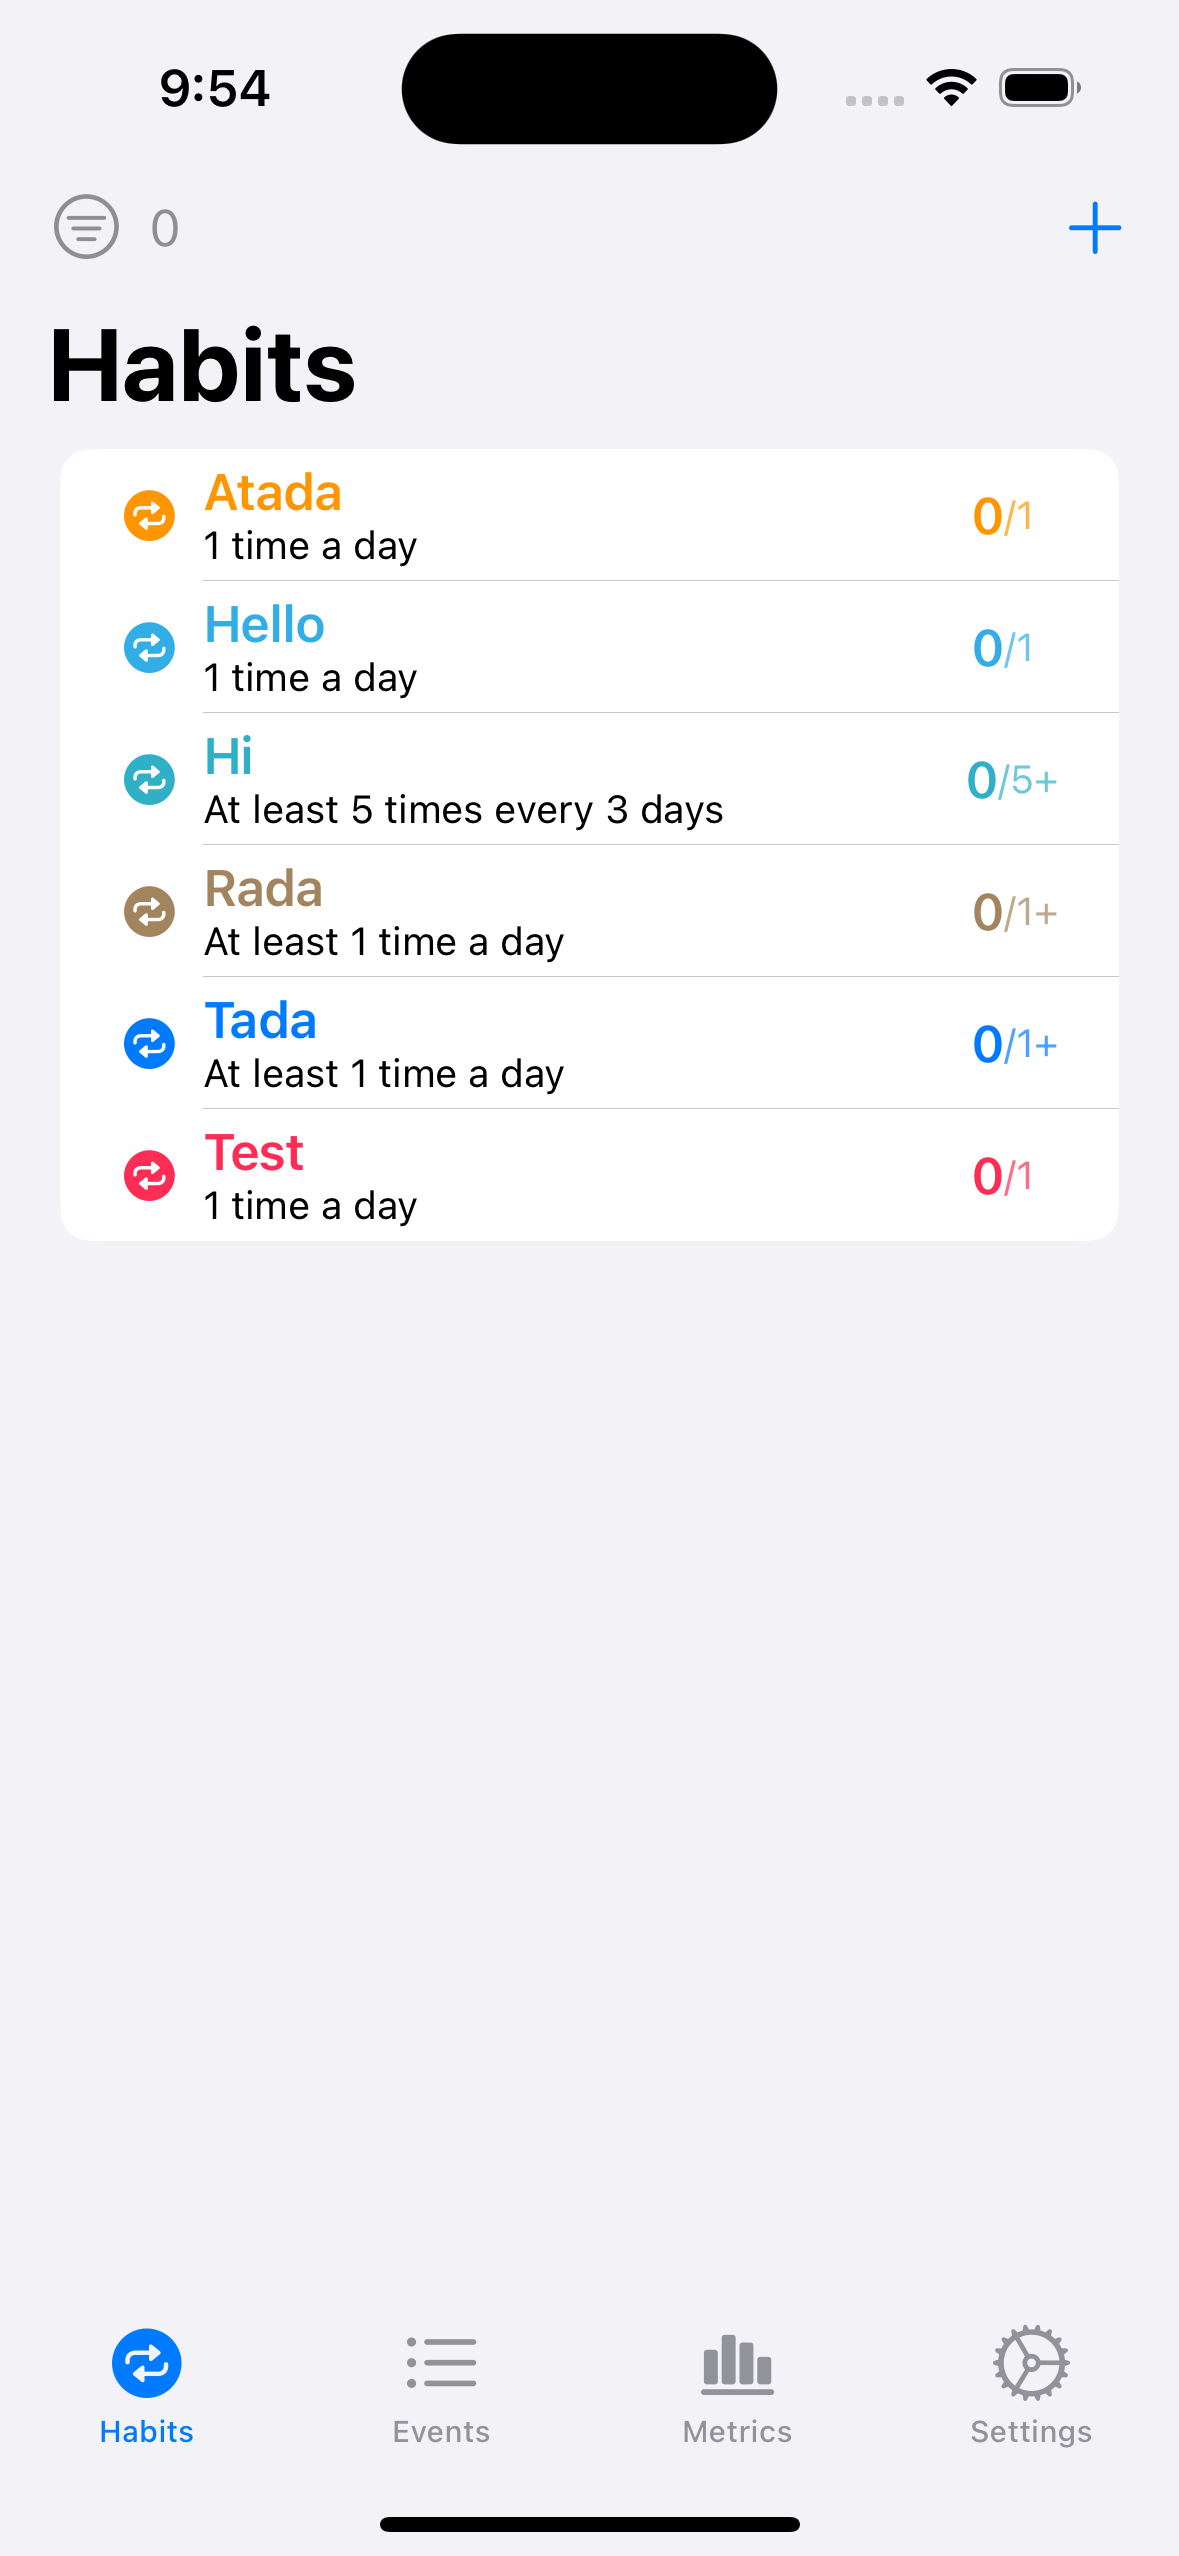 9:54
0
Habits
Atada
1 time a day
0/1
Hello
1 time a day
0/1
Hi
At least 5 times every 3 days
0/5+
Rada
At least 1 time a day
0/1+
Tada
At least 1 time a day
0/1+
Test
1 time a day
0/1
Habits
Events
Metrics
Settings